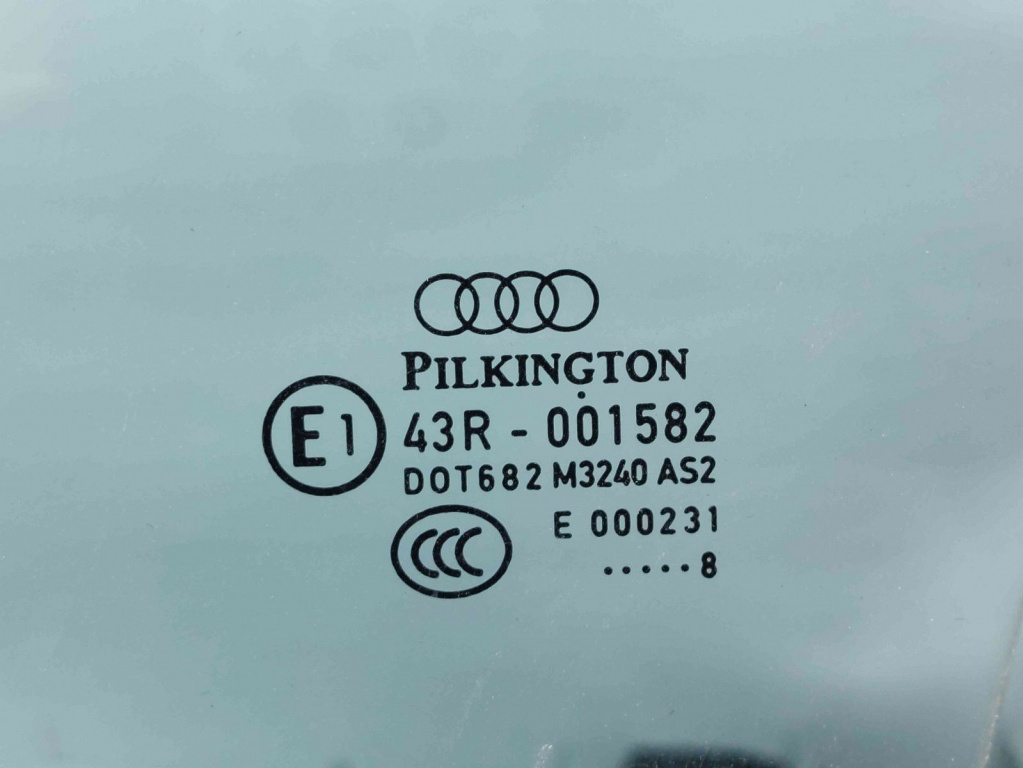 PILKINGTON
E1 43R - 001582
DOT682 M3240 AS2
CCC E 000231
.....8